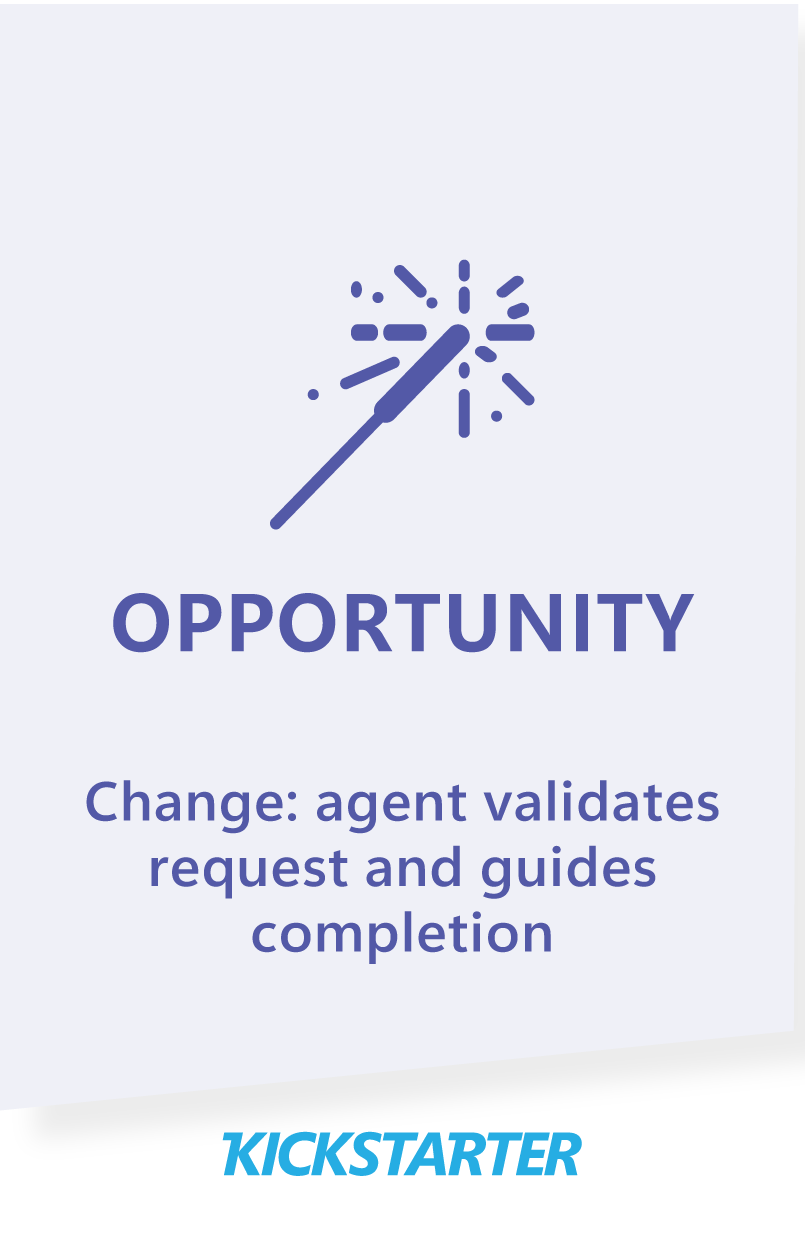 OPPORTUNITY
Change: agent validates
request and guides
completion
KICKSTARTER